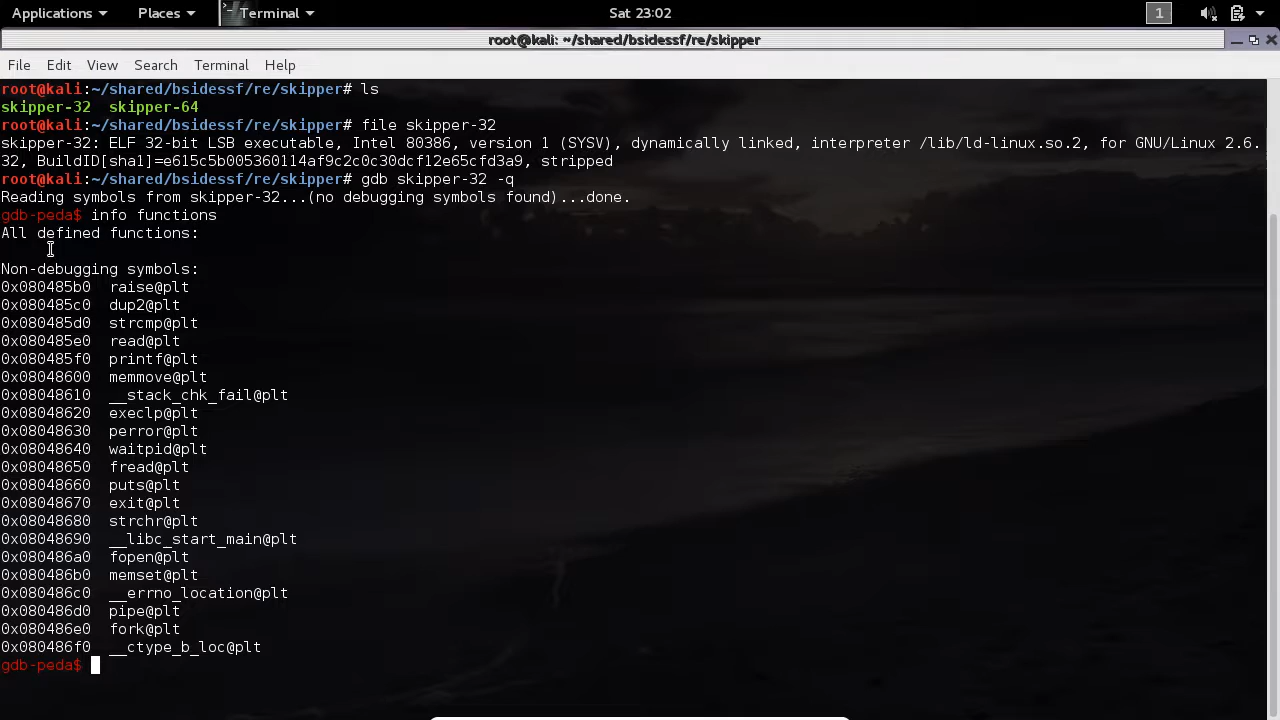 Applications Places Terminal Sat 23:02 1
root@kali: ~/shared/bsidessf/re/skipper
File Edit View Search Terminal Help
root@kali:~/shared/bsidessf/re/skipper# ls
skipper-32  skipper-64
root@kali:~/shared/bsidessf/re/skipper# file skipper-32
skipper-32: ELF 32-bit LSB executable, Intel 80386, version 1 (SYSV), dynamically linked, interpreter /lib/ld-linux.so.2, for GNU/Linux 2.6.
32, BuildID[sha1]=e615c5b005360114af9c2c0c30dcf12e65cfd3a9, stripped
root@kali:~/shared/bsidessf/re/skipper# gdb skipper-32 -q
Reading symbols from skipper-32...(no debugging symbols found)...done.
gdb-peda$ info functions
All defined functions:
Non-debugging symbols:
0x080485b0  raise@plt
0x080485c0  dup2@plt
0x080485d0  strcmp@plt
0x080485e0  read@plt
0x080485f0  printf@plt
0x08048600  memmove@plt
0x08048610  __stack_chk_fail@plt
0x08048620  execlp@plt
0x08048630  perror@plt
0x08048640  waitpid@plt
0x08048650  fread@plt
0x08048660  puts@plt
0x08048670  exit@plt
0x08048680  strchr@plt
0x08048690  __libc_start_main@plt
0x080486a0  fopen@plt
0x080486b0  memset@plt
0x080486c0  __errno_location@plt
0x080486d0  pipe@plt
0x080486e0  fork@plt
0x080486f0  __ctype_b_loc@plt
gdb-peda$